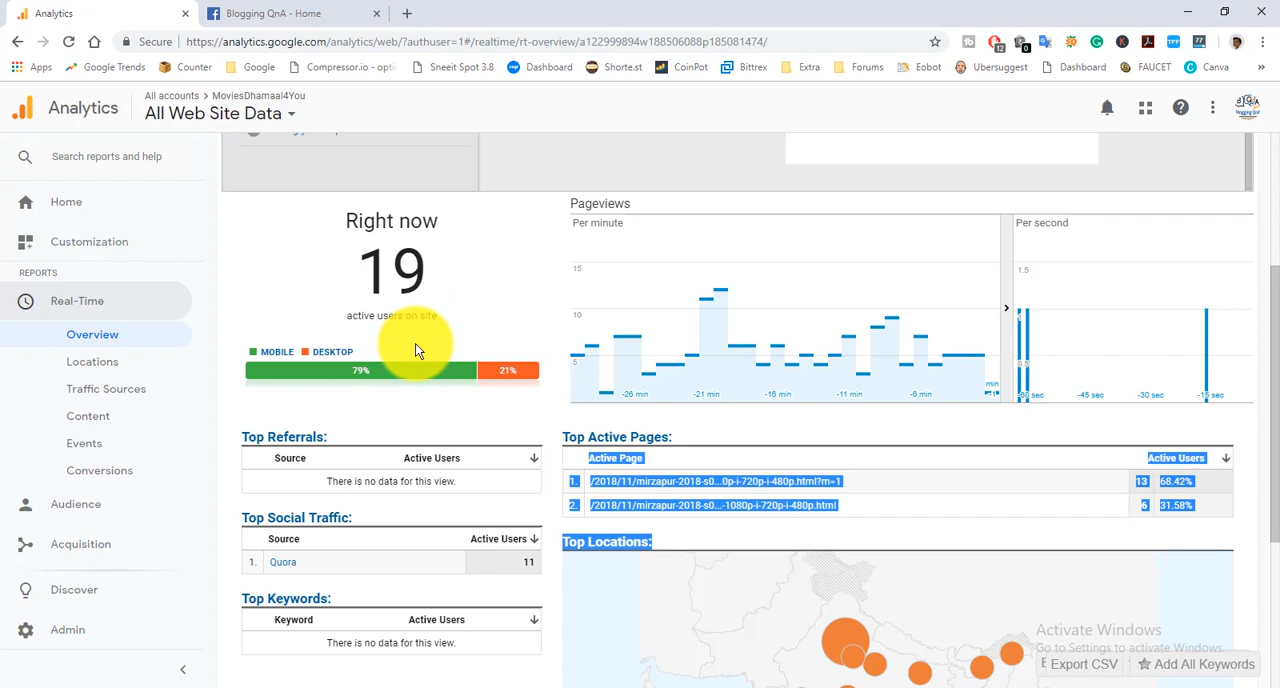 Analytics
Blogging QnA - Home
Secure
https://analytics.google.com/analytics/web/?authuser=1#/realtime/rt-overview/a122999894w188506088p185081474/
12
0
Apps
Google Trends
Counter
Google
Compressor.io - opti
Sneeit Spot 3.8
Dashboard
Shorte.st
CoinPot
Bittrex
Extra
Forums
Eobot
Ubersuggest
Dashboard
FAUCET
Canva
»
Analytics
All accounts > MoviesDhamaal4You
All Web Site Data
Search reports and help
Home
Customization
REPORTS
Real-Time
Overview
Locations
Traffic Sources
Content
Events
Conversions
Audience
Acquisition
Discover
Admin
Right now
19
active users on site
MOBILE DESKTOP
79% 21%
Pageviews
Per minute
Per second
15
10
5
-26 min
-21 min
-16 min
-11 min
-6 min
min
1.5
-60 sec
-45 sec
-30 sec
-15 sec
Top Referrals:
Source Active Users
There is no data for this view.
Top Social Traffic:
Source Active Users
1. Quora 11
Top Keywords:
Keyword Active Users
There is no data for this view.
Top Active Pages:
Active Page Active Users
1. /2018/11/mirzapur-2018-s0...0p-i-720p-i-480p.html?m=1 13 68.42%
2. /2018/11/mirzapur-2018-s0...-1080p-i-720p-i-480p.html 6 31.58%
Top Locations:
Activate Windows
Go to Settings to activate Windows.
Export CSV
Add All Keywords